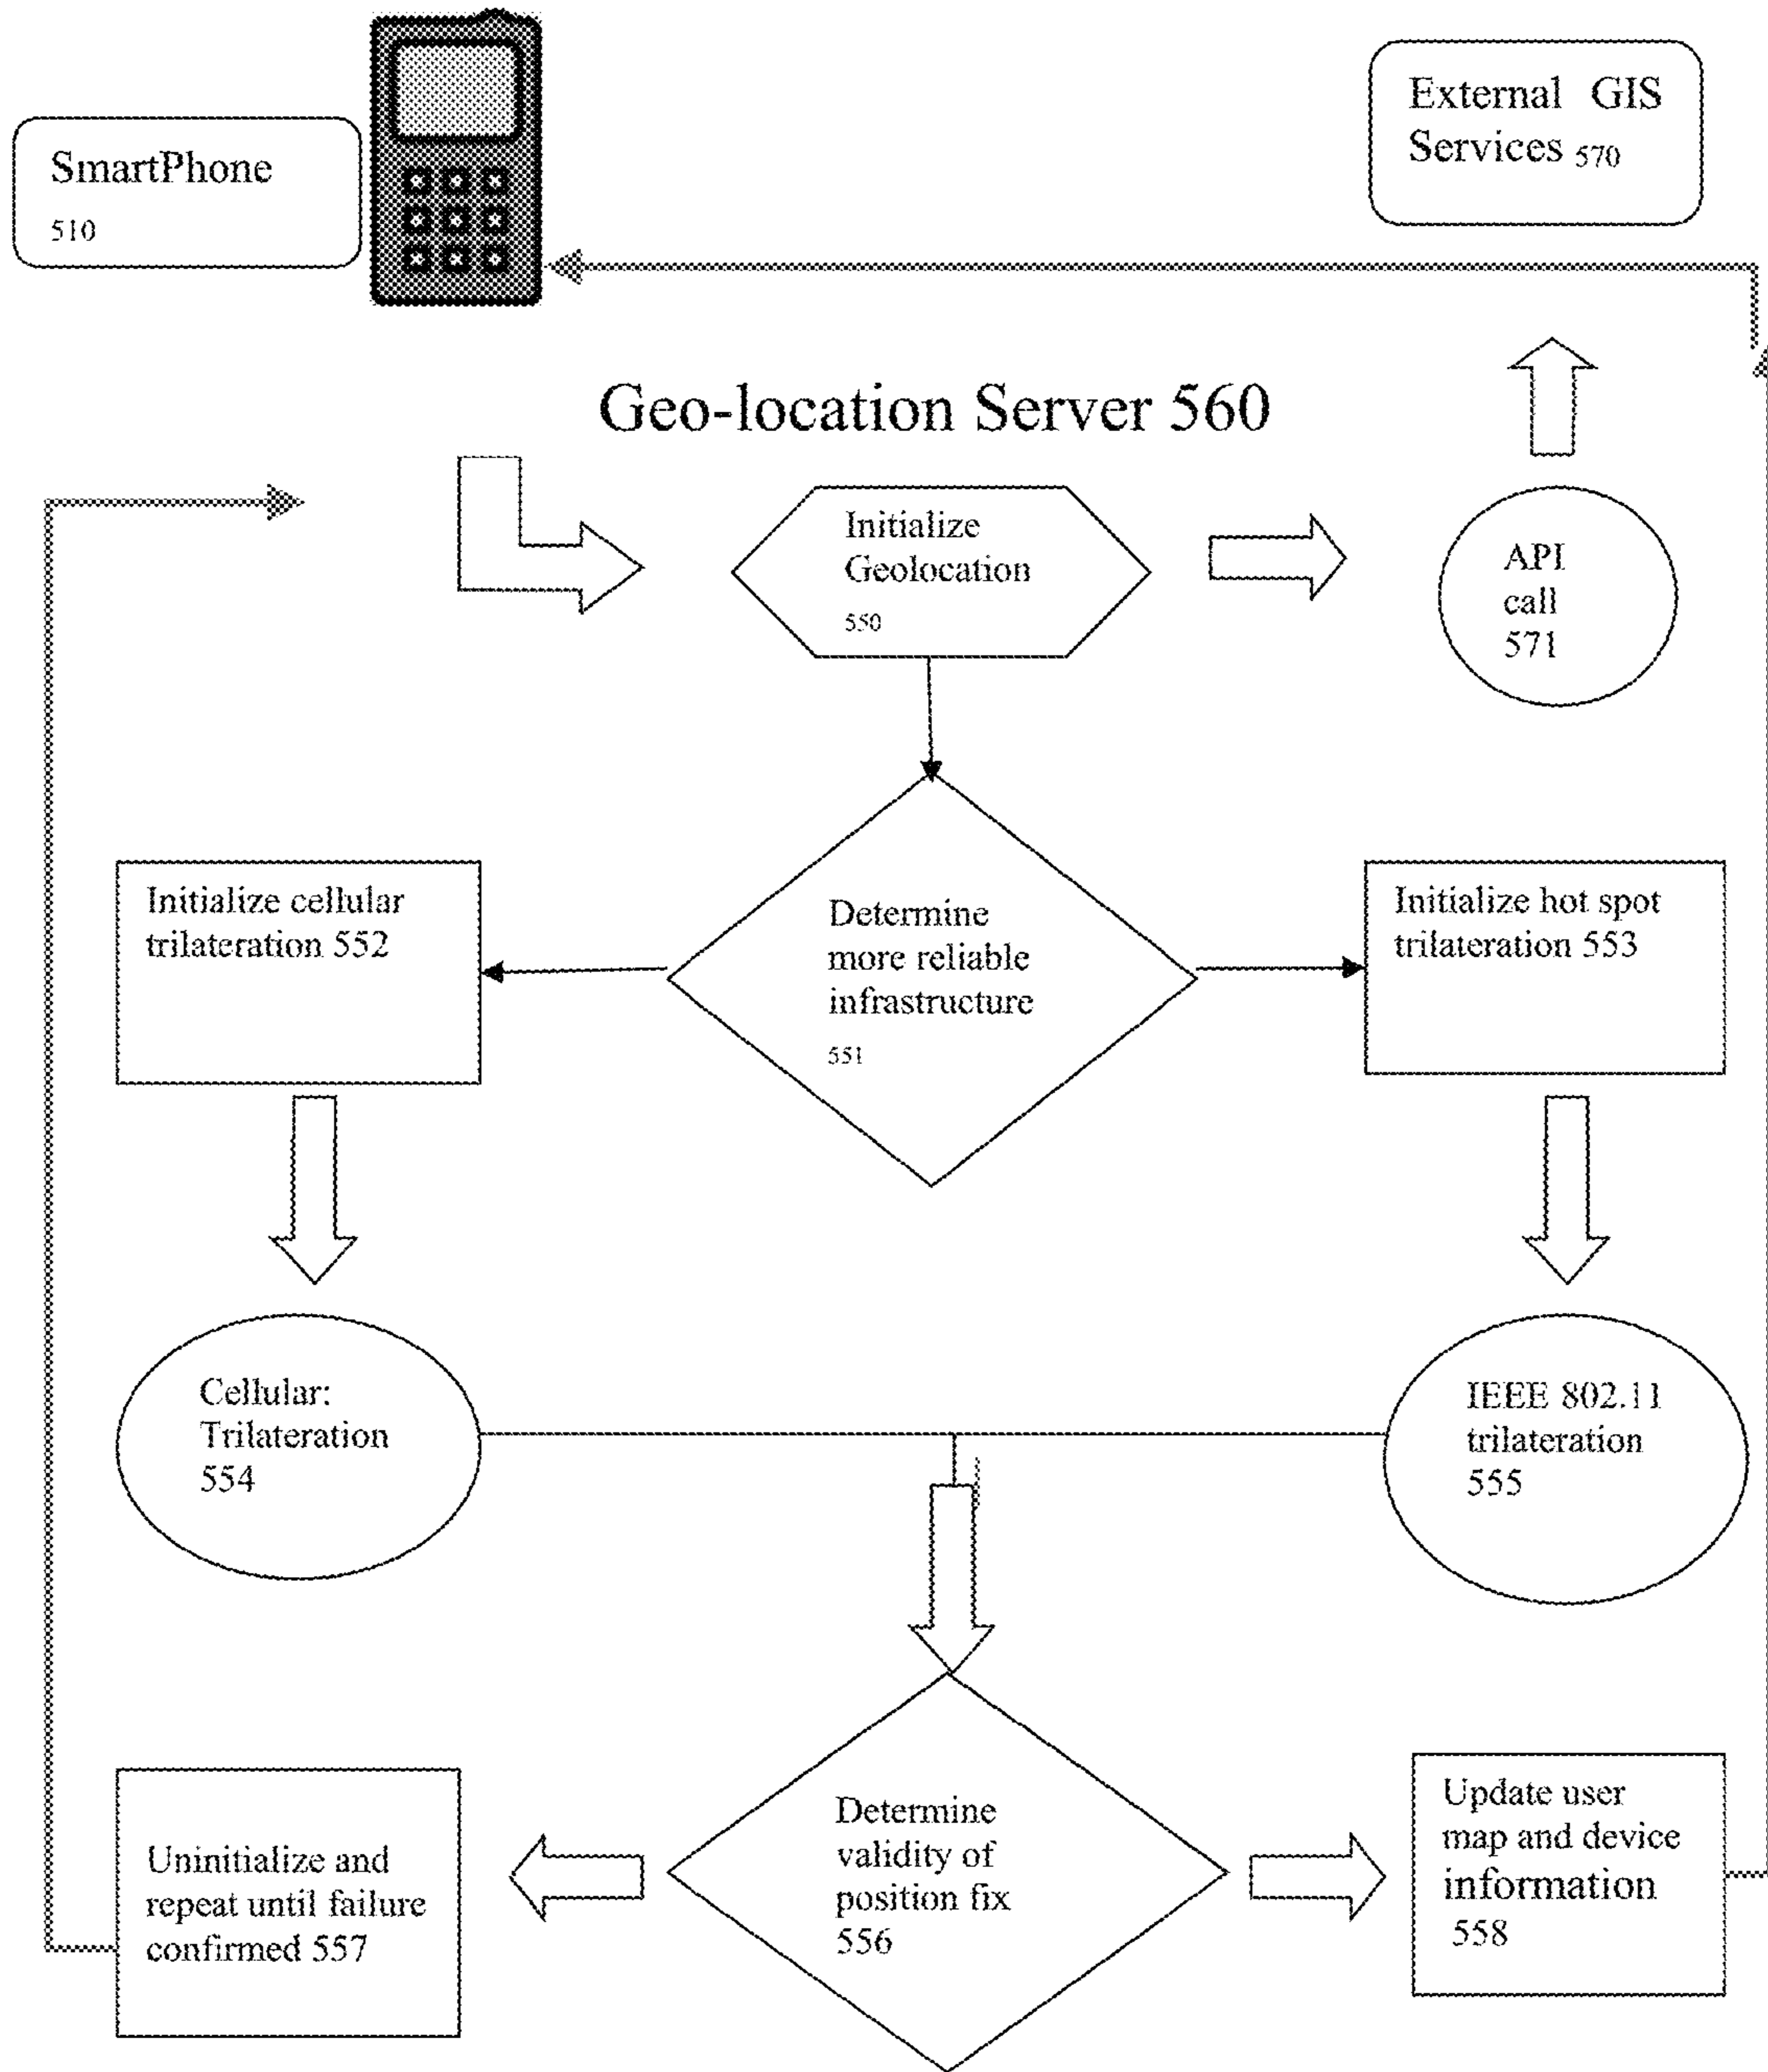 SmartPhone
510
External GIS
Services 570
Geo-location Server 560
Initialize
Geolocation
550
API
call
571
Initialize cellular
trilateration 552
Determine
more reliable
infrastructure
551
Initialize hot spot
trilateration 553
Cellular:
Trilateration
554
IEEE 802.11
trilateration
555
Uninitialize and
repeat until failure
confirmed 557
Determine
validity of
position fix
556
Update user
map and device
information
558